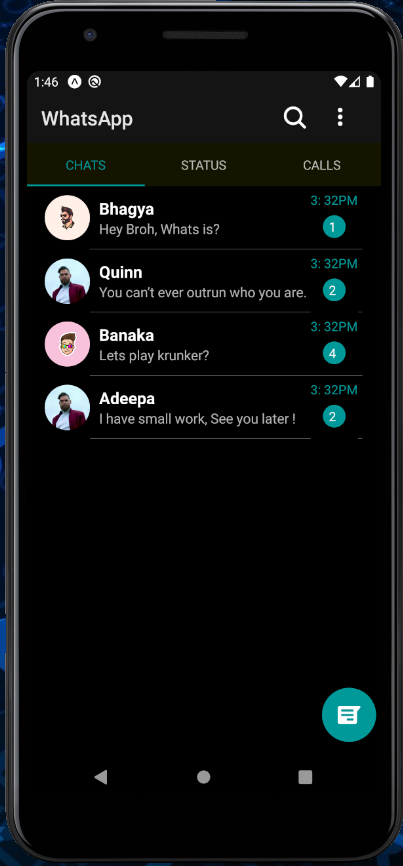 1:46
WhatsApp
CHATS STATUS CALLS
Bhagya 3: 32PM
Hey Broh, Whats is? 1
Quinn 3: 32PM
You can't ever outrun who you are. 2
Banaka 3: 32PM
Lets play krunker? 4
Adeepa 3: 32PM
I have small work, See you later ! 2